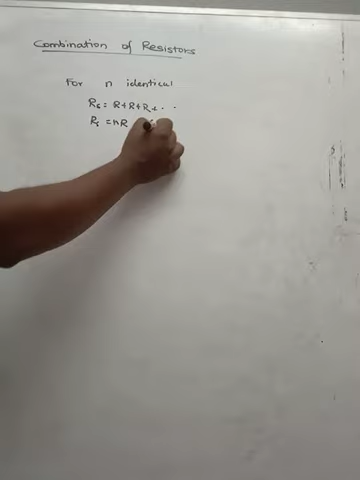 Combination of Resistors
For n identical
Rs = R+R+R+ . .
Rs = nR